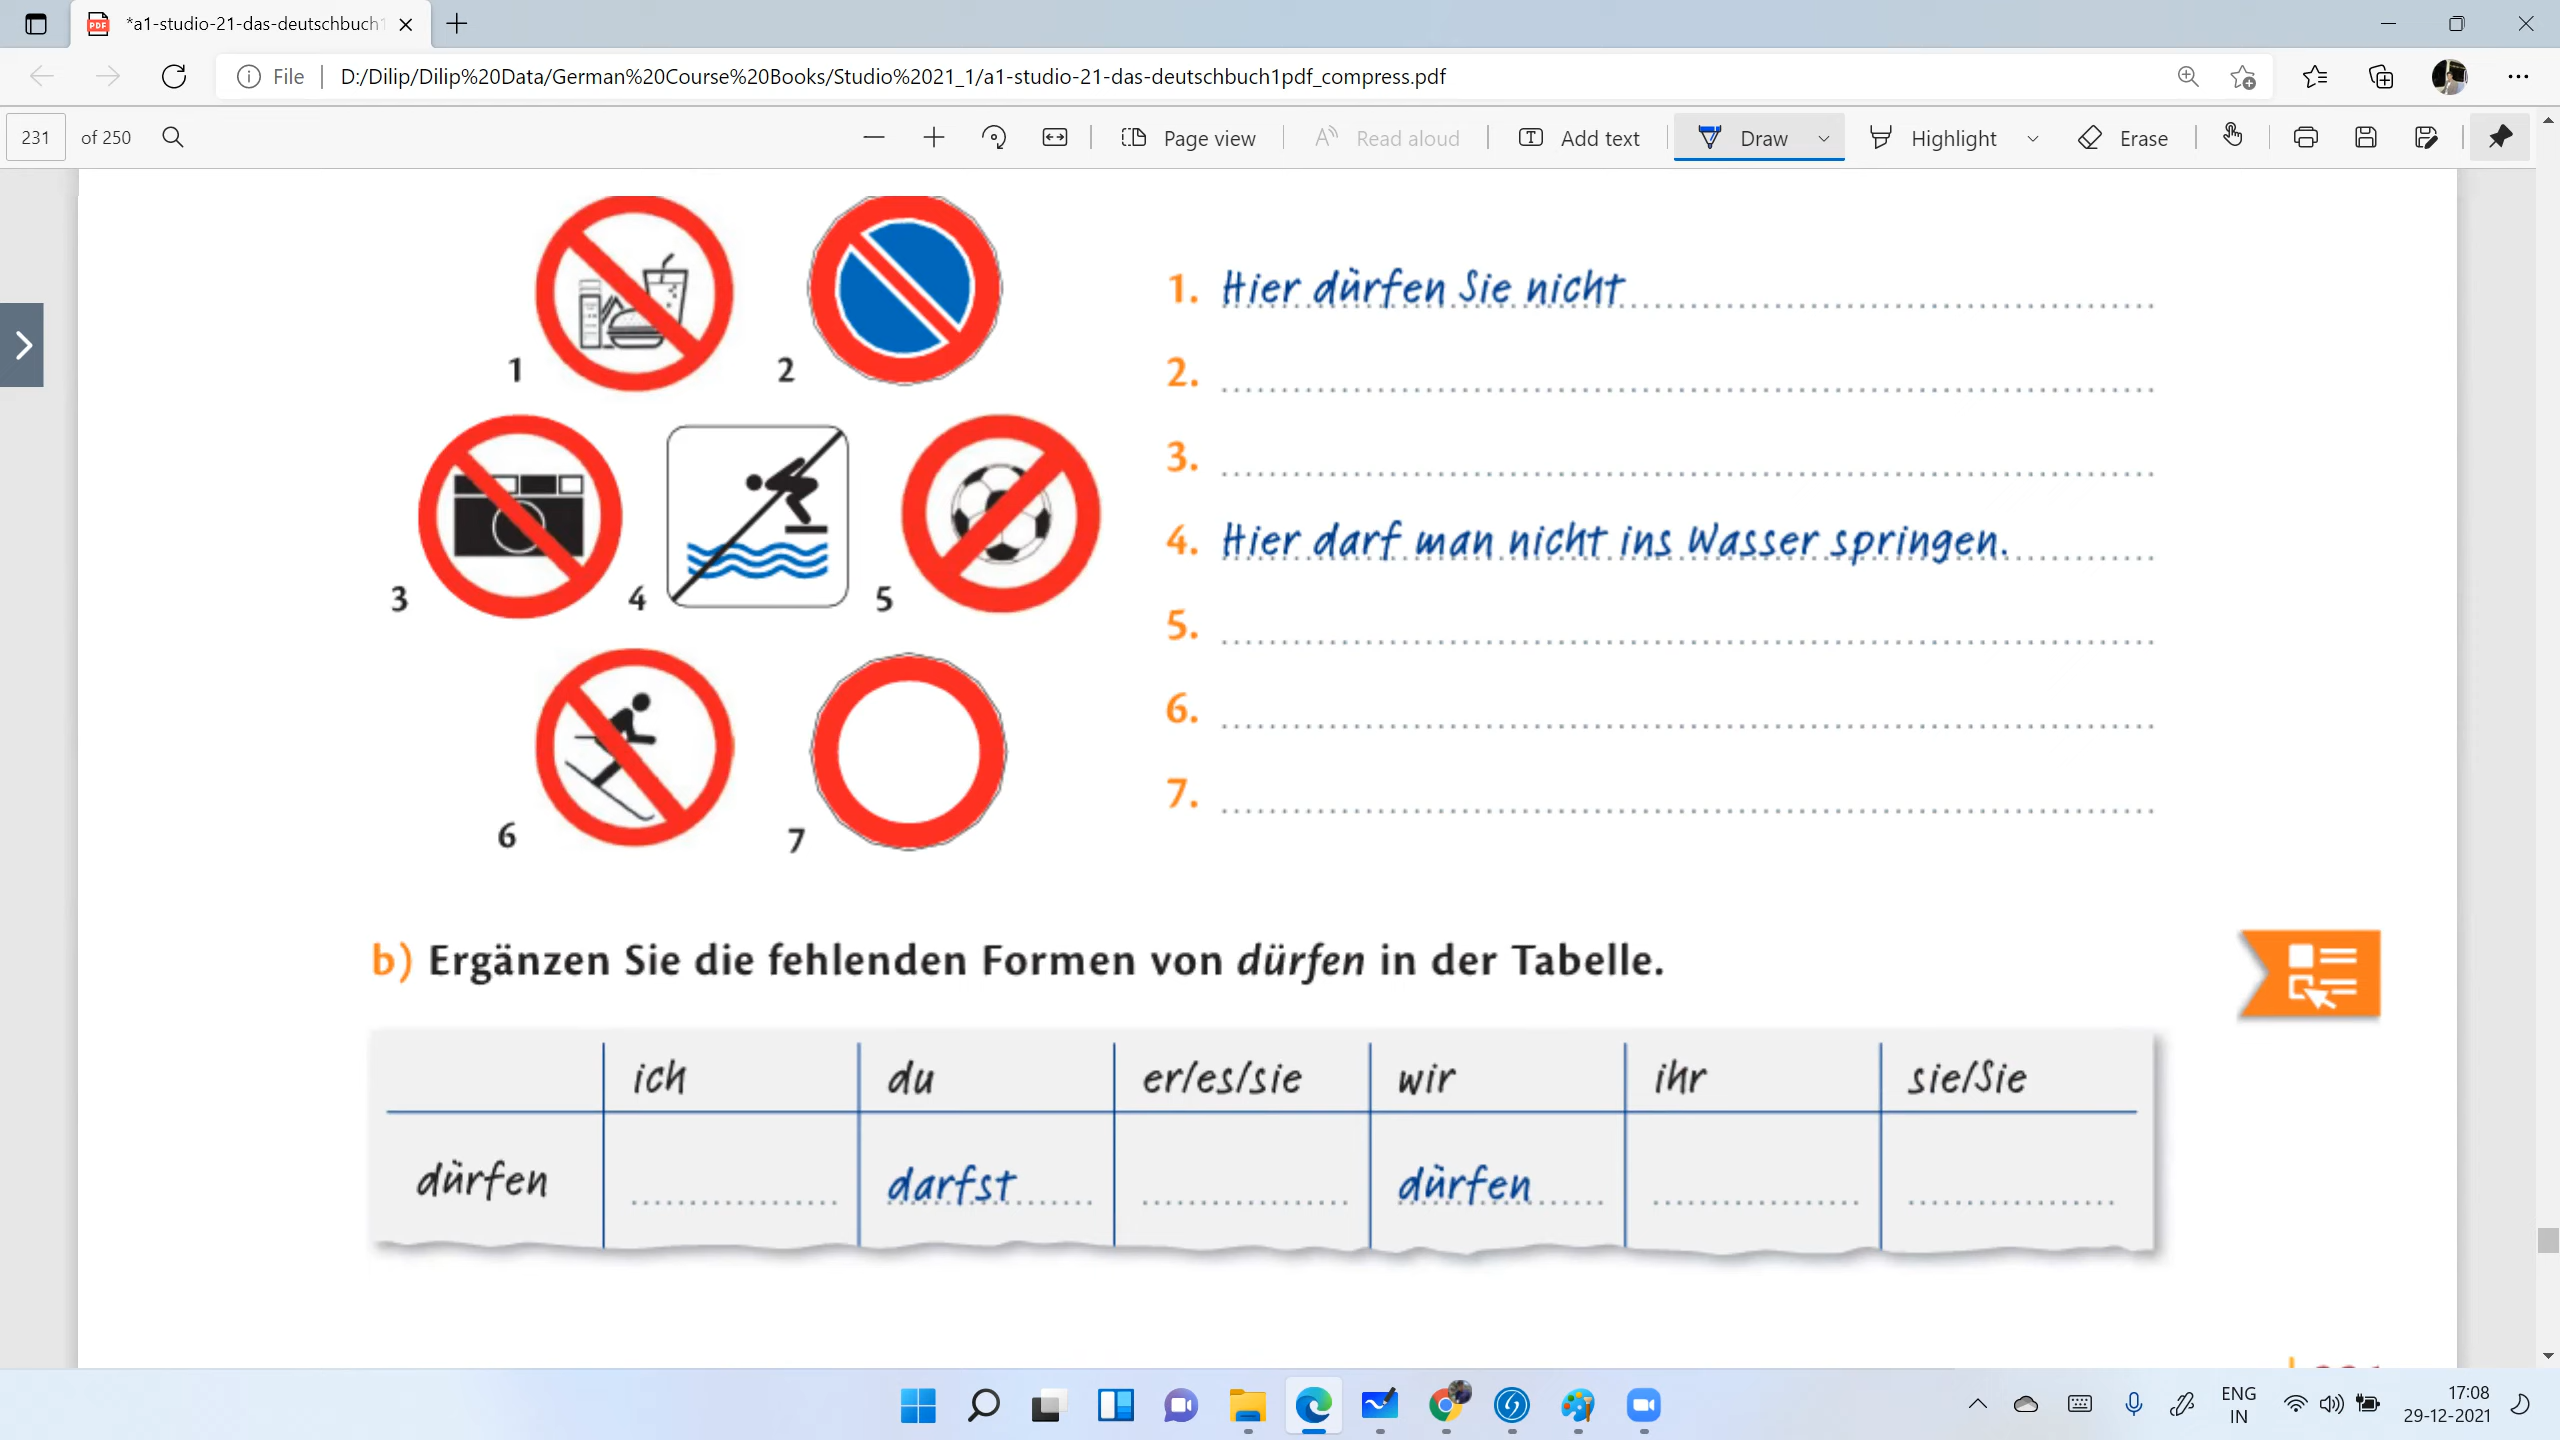 *a1-studio-21-das-deutschbuch1
File
D:/Dilip/Dilip%20Data/German%20Course%20Books/Studio%2021_1/a1-studio-21-das-deutschbuch1pdf_compress.pdf
231 of 250
Page view
Read aloud
Add text
Draw
Highlight
Erase
1 2
3 4 5
6 7
1. Hier dürfen Sie nicht
2.
3.
4. Hier darf man nicht ins Wasser springen.
5.
6.
7.
b) Ergänzen Sie die fehlenden Formen von dürfen in der Tabelle.
ich du er/es/sie wir ihr sie/Sie
dürfen darfst dürfen
ENG
IN
17:08
29-12-2021